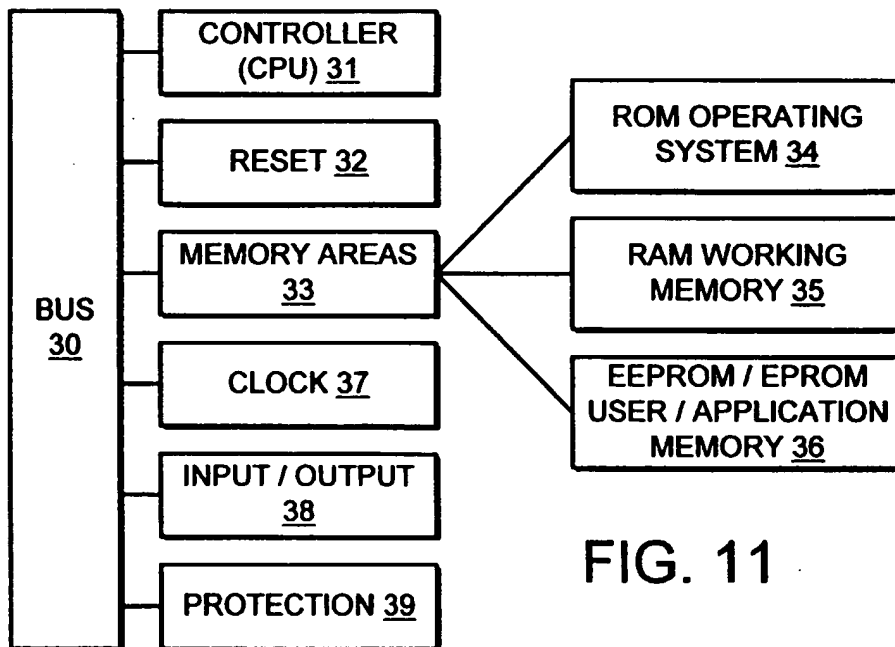 BUS
30
CONTROLLER
(CPU) 31
RESET 32
MEMORY AREAS
33
CLOCK 37
INPUT / OUTPUT
38
PROTECTION 39
ROM OPERATING
SYSTEM 34
RAM WORKING
MEMORY 35
EEPROM / EPROM
USER / APPLICATION
MEMORY 36
FIG. 11